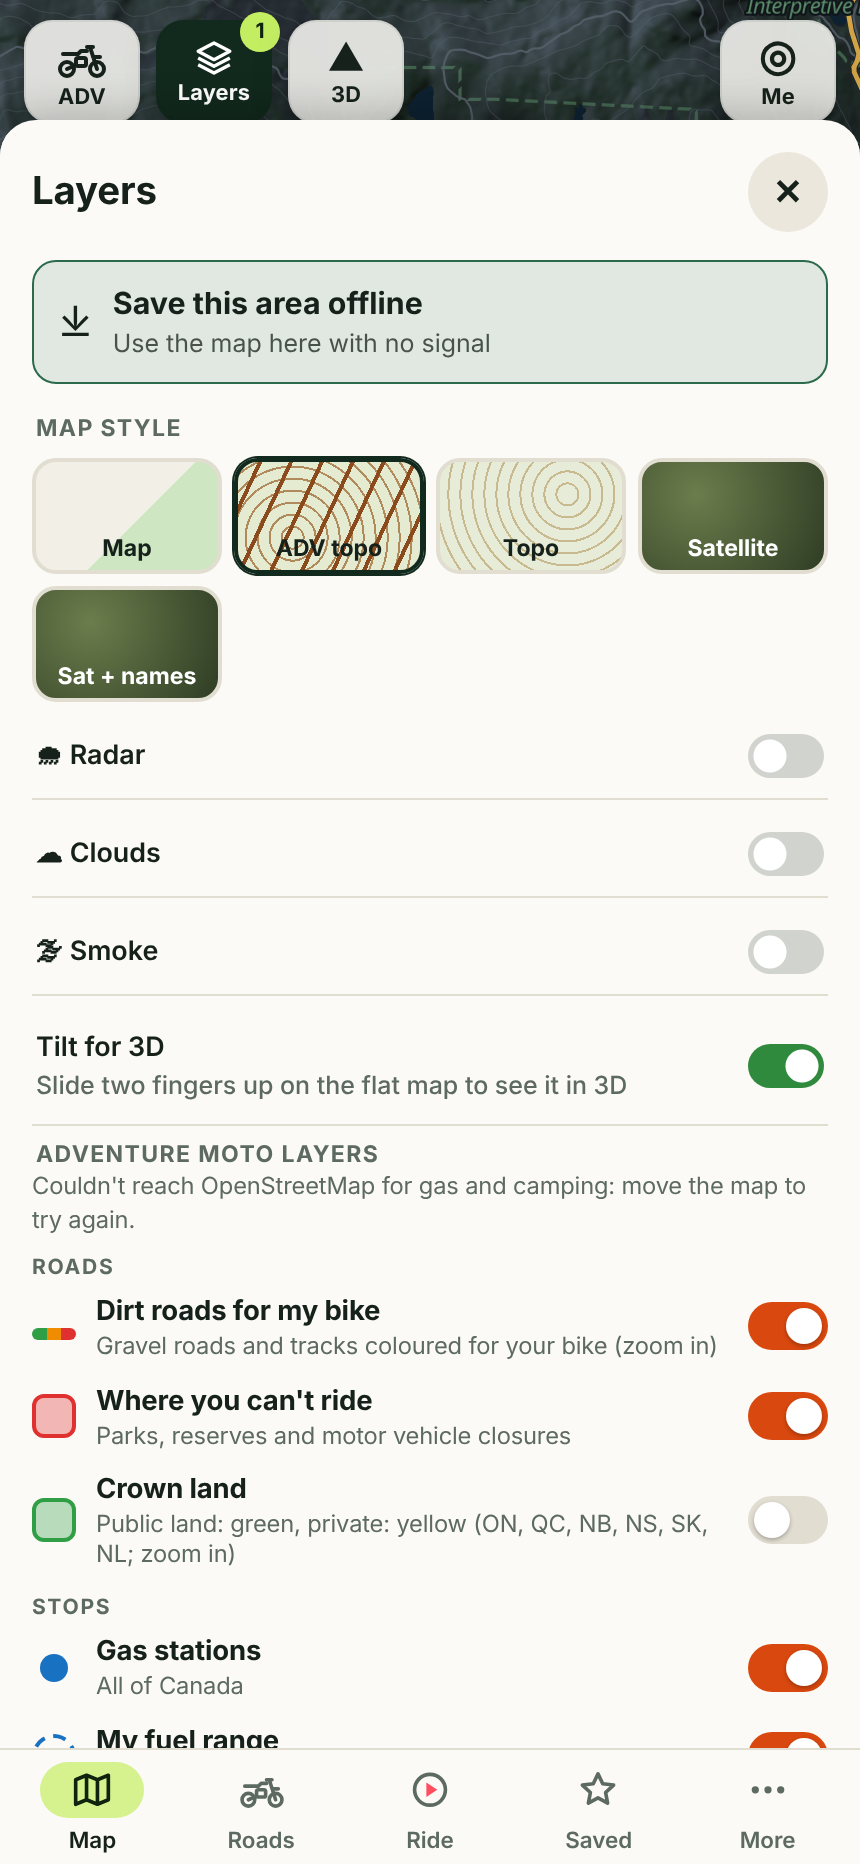 Interpretive
ADV
Layers
1
3D
Me
Layers
Save this area offline
Use the map here with no signal
MAP STYLE
Map
ADV topo
Topo
Satellite
Sat + names
Radar
Clouds
Smoke
Tilt for 3D
Slide two fingers up on the flat map to see it in 3D
ADVENTURE MOTO LAYERS
Couldn't reach OpenStreetMap for gas and camping: move the map to
try again.
ROADS
Dirt roads for my bike
Gravel roads and tracks coloured for your bike (zoom in)
Where you can't ride
Parks, reserves and motor vehicle closures
Crown land
Public land: green, private: yellow (ON, QC, NB, NS, SK,
NL; zoom in)
STOPS
Gas stations
All of Canada
My fuel range
Map
Roads
Ride
Saved
More